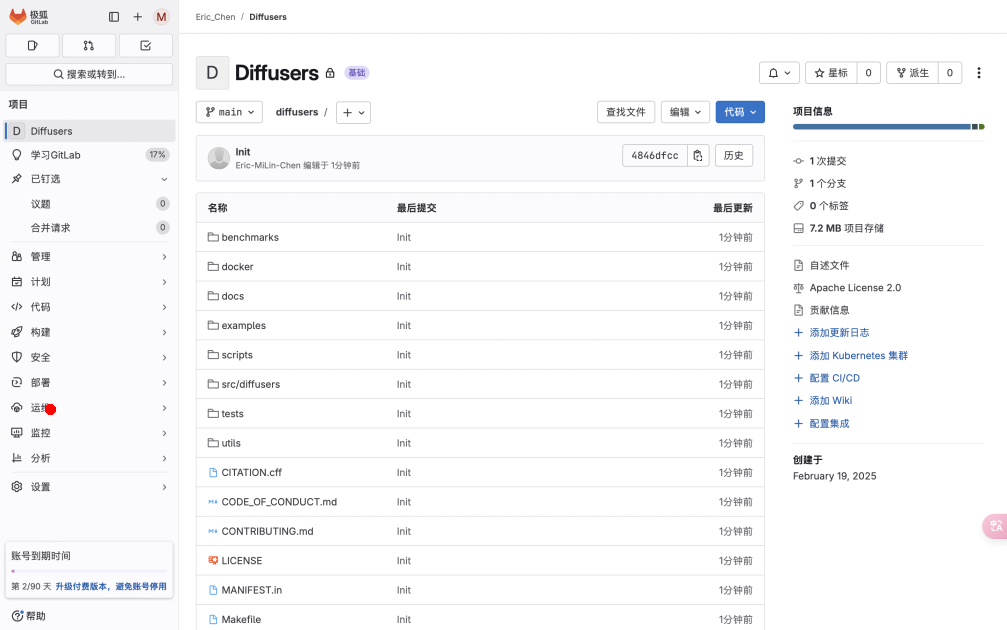 极狐
GitLab
M
搜索或转到...
项目
D Diffusers
学习GitLab 17%
已钉选
议题 0
合并请求 0
管理
计划
代码
构建
安全
部署
运维
监控
分析
设置
账号到期时间
第 2/90 天 升级付费版本，避免账号停用
帮助
Eric_Chen / Diffusers
D Diffusers 基础
星标 0
派生 0
main
diffusers /
查找文件
编辑
代码
Init
Eric-MiLin-Chen 编辑于 1分钟前
4846dfcc
历史
名称 最后提交 最后更新
benchmarks Init 1分钟前
docker Init 1分钟前
docs Init 1分钟前
examples Init 1分钟前
scripts Init 1分钟前
src/diffusers Init 1分钟前
tests Init 1分钟前
utils Init 1分钟前
CITATION.cff Init 1分钟前
CODE_OF_CONDUCT.md Init 1分钟前
CONTRIBUTING.md Init 1分钟前
LICENSE Init 1分钟前
MANIFEST.in Init 1分钟前
Makefile Init 1分钟前
项目信息
1 次提交
1 个分支
0 个标签
7.2 MB 项目存储
自述文件
Apache License 2.0
贡献信息
添加更新日志
添加 Kubernetes 集群
配置 CI/CD
添加 Wiki
配置集成
创建于
February 19, 2025